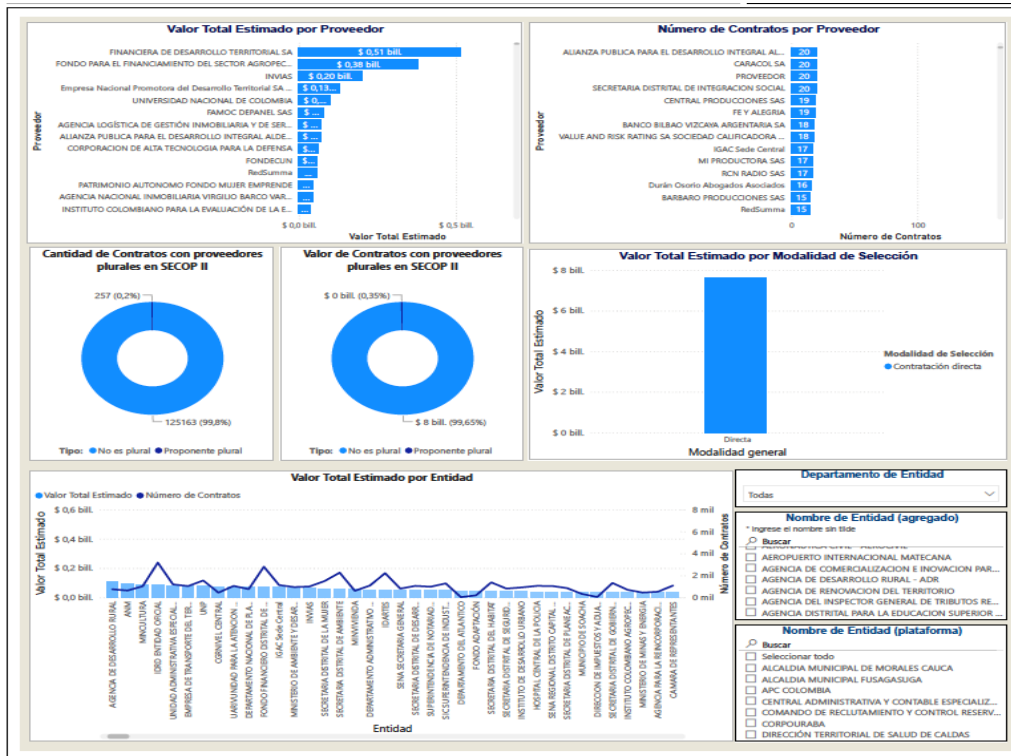 Valor Total Estimado por Proveedor
Proveedor
FINANCIERA DE DESARROLLO TERRITORIAL SA
$ 0,51 bill.
FONDO PARA EL FINANCIAMIENTO DEL SECTOR AGROPEC...
$ 0,38 bill.
INVIAS
$ 0,20 bill.
Empresa Nacional Promotora del Desarrollo Territorial SA ...
$ 0,13...
UNIVERSIDAD NACIONAL DE COLOMBIA
$ 0,...
FAMOC DEPANEL SAS
$ ...
AGENCIA LOGÍSTICA DE GESTIÓN INMOBILIARIA Y DE SER...
$ ...
ALIANZA PUBLICA PARA EL DESARROLLO INTEGRAL ALDE...
$ ...
CORPORACION DE ALTA TECNOLOGIA PARA LA DEFENSA
$...
FONDECUN
$...
RedSumma
...
PATRIMONIO AUTONOMO FONDO MUJER EMPRENDE
...
AGENCIA NACIONAL INMOBILIARIA VIRGILIO BARCO VAR...
...
INSTITUTO COLOMBIANO PARA LA EVALUACIÓN DE LA E...
...
$ 0,0 bill.
$ 0,5 bill.
Valor Total Estimado
Número de Contratos por Proveedor
Proveedor
ALIANZA PUBLICA PARA EL DESARROLLO INTEGRAL AL...
20
CARACOL SA
20
PROVEEDOR
20
SECRETARIA DISTRITAL DE INTEGRACION SOCIAL
20
CENTRAL PRODUCCIONES SAS
19
FE Y ALEGRIA
19
BANCO BILBAO VIZCAYA ARGENTARIA SA
18
VALUE AND RISK RATING SA SOCIEDAD CALIFICADORA ...
18
IGAC Sede Central
17
MI PRODUCTORA SAS
17
RCN RADIO SAS
17
Durán Osorio Abogados Asociados
16
BARBARO PRODUCCIONES SAS
15
RedSumma
15
0
100
Número de Contratos
Cantidad de Contratos con proveedores
plurales en SECOP II
257 (0,2%)
125163 (99,8%)
Tipo: No es plural Proponente plural
Valor de Contratos con proveedores
plurales en SECOP II
$ 0 bill. (0,35%)
$ 8 bill. (99,65%)
Tipo: No es plural Proponente plural
Valor Total Estimado por Modalidad de Selección
Valor Total Estimado
$ 8 bill.
$ 6 bill.
$ 4 bill.
$ 2 bill.
$ 0 bill.
Directa
Modalidad general
Modalidad de Selección
Contratación directa
Valor Total Estimado por Entidad
Valor Total Estimado Número de Contratos
Valor Total Estimado
$ 0,6 bill.
$ 0,4 bill.
$ 0,2 bill.
$ 0,0 bill.
8 mil
6 mil
4 mil
2 mil
0 mil
Número de Contratos
AGENCIA DE DESARROLLO RURAL
ANM
MINCULTURA
IDRD ENTIDAD OFICIAL
UNIDAD ADMINISTRATIVA ESPECIAL...
EMPRESA DE TRANSPORTE DEL TER...
UNP
CORNIVEL CENTRAL
UARIVUNIDAD PARA LA ATENCION ...
DEPARTAMENTO NACIONAL DE PLA...
FONDO FINANCIERO DISTRITAL DE...
IGAC Sede Central
MINISTERIO DE AMBIENTE Y DESAR...
INVIAS
SECRETARIA DISTRITAL DE LA MUJER
SECRETARIA DISTRITAL DE AMBIENTE
MINVIVIENDA
DEPARTAMENTO ADMINISTRATIVO ...
IDARTES
SENA SECRETARIA GENERAL
SECRETARIA DISTRITAL DE DESARR...
SUPERINTENDENCIA DE NOTARIAD...
SICSUPERINTENDENCIA DE INDUST...
DEPARTAMENTO DEL ATLANTICO
FONDO ADAPTACIÓN
SECRETARIA DISTRITAL DEL HABITAT
SECRETARIA DISTRITAL DE SEGURID...
INSTITUTO DE DESARROLLO URBANO
HOSPITAL CENTRAL DE LA POLICIA
SENA REGIONAL DISTRITO CAPITAL ...
SECRETARIA DISTRITAL DE PLANEAC...
MUNICIPIO DE SOACHA
DIRECCION DE IMPUESTOS Y ADUA...
SECRETARIA DISTRITAL DE GOBIERN...
INSTITUTO COLOMBIANO AGROPEC...
MINISTERIO DE MINAS Y ENERGIA
AGENCIA PARA LA REINCORPORACI...
CAMARA DE REPRESENTANTES
Entidad
Departamento de Entidad
Todas
Nombre de Entidad (agregado)
* Ingrese el nombre sin tilde
Buscar
AERONAUTICA CIVIL - AEROCIVIL
AEROPUERTO INTERNACIONAL MATECANA
AGENCIA DE COMERCIALIZACION E INOVACION PAR...
AGENCIA DE DESARROLLO RURAL - ADR
AGENCIA DE RENOVACION DEL TERRITORIO
AGENCIA DEL INSPECTOR GENERAL DE TRIBUTOS RE...
AGENCIA DISTRITAL PARA LA EDUCACION SUPERIOR ...
Nombre de Entidad (plataforma)
Buscar
Seleccionar todo
ALCALDIA MUNICIPAL DE MORALES CAUCA
ALCALDIA MUNICIPAL FUSAGASUGA
APC COLOMBIA
CENTRAL ADMINISTRATIVA Y CONTABLE ESPECIALIZ...
COMANDO DE RECLUTAMIENTO Y CONTROL RESERV...
CORPOURABA
DIRECCIÓN TERRITORIAL DE SALUD DE CALDAS